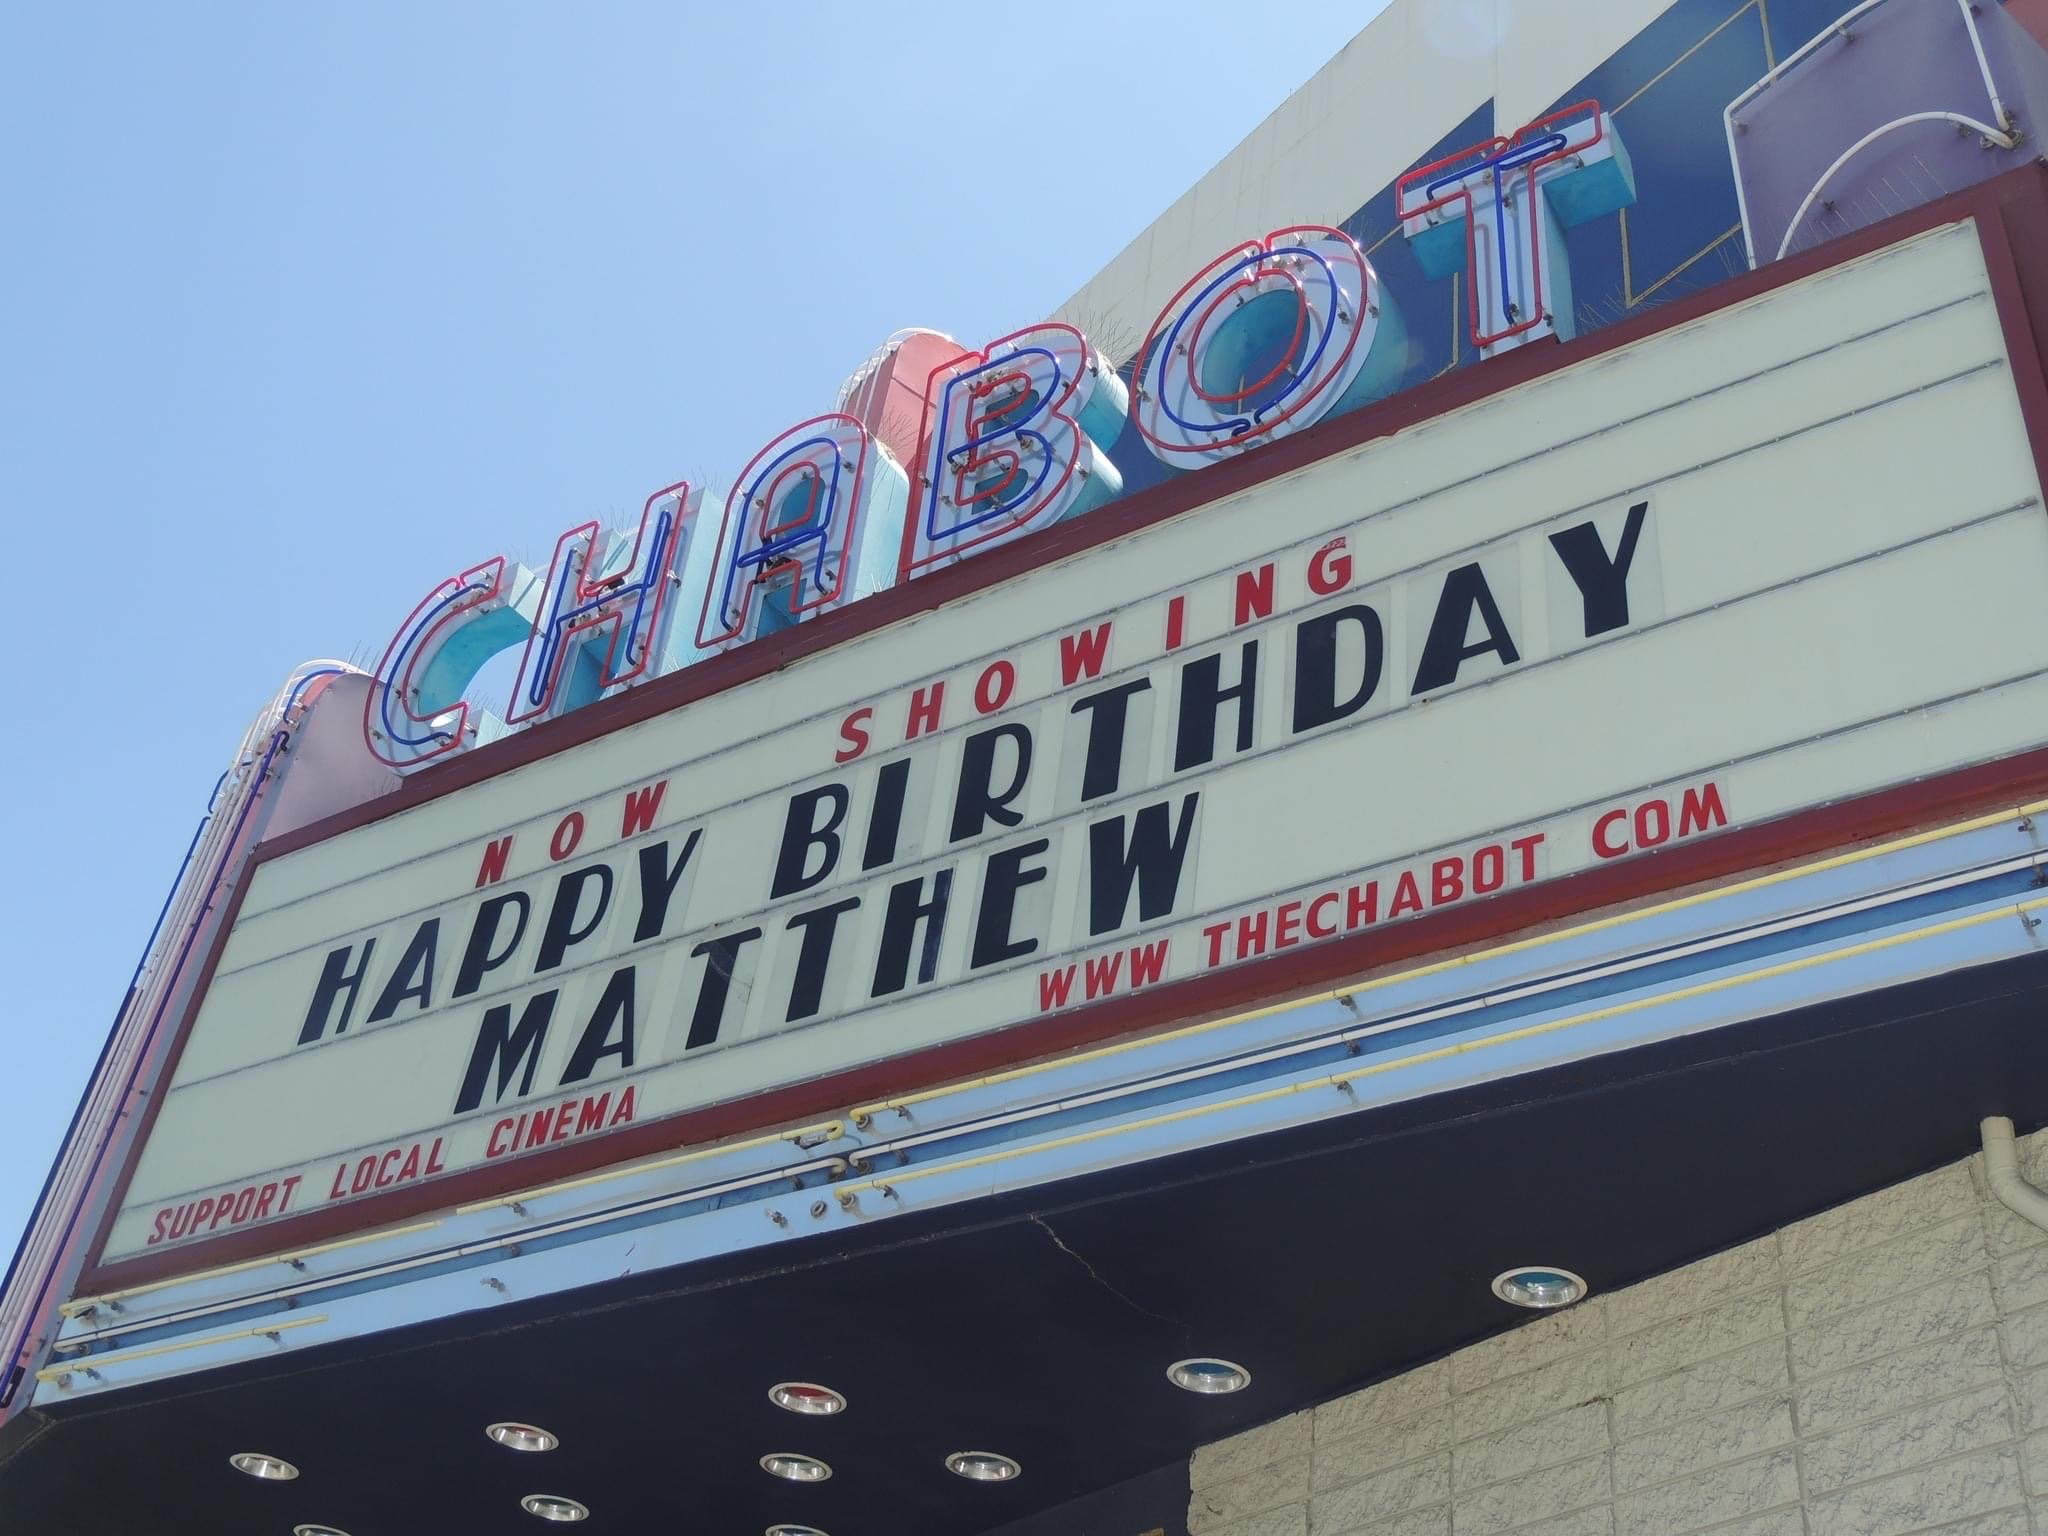 CHABOT
NOW SHOWING
HAPPY BIRTHDAY
MATTHEW
SUPPORT LOCAL CINEMA WWW THECHABOT COM